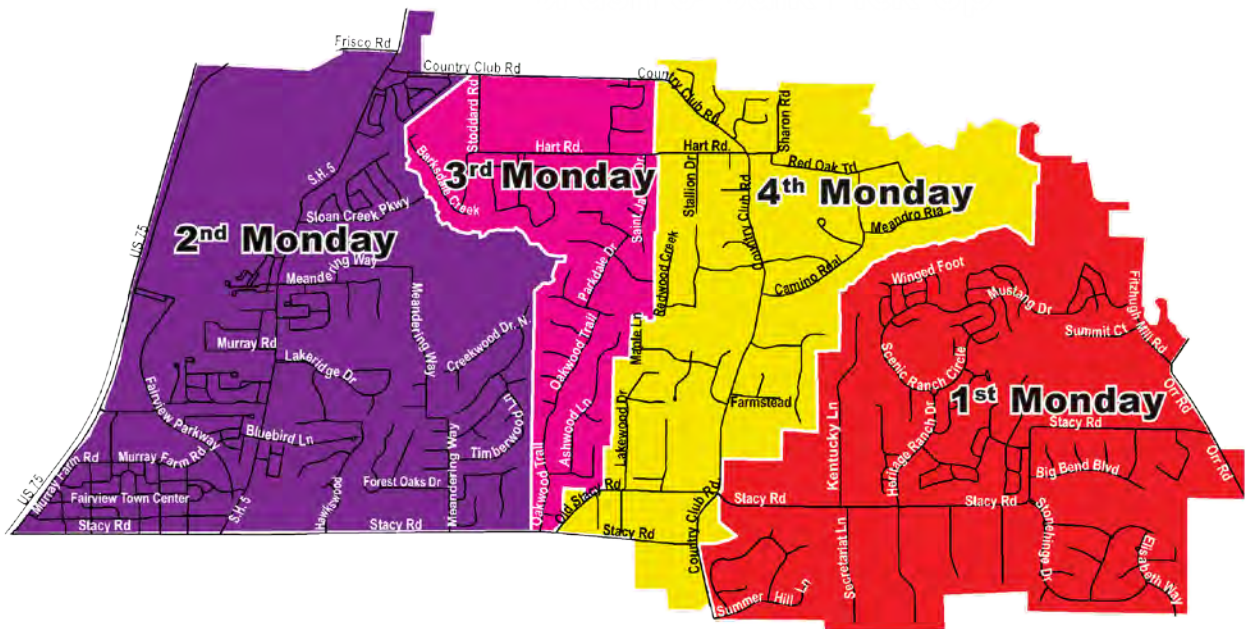 Frisco Rd
Country Club Rd
Country Club Rd
Stoddard Rd
Sharon Rd
Hart Rd.
Hart Rd.
Red Oak Trl
Barksdale Creek
3rd Monday
Saint Ja Dr.
Stallion Dr
Country Club Rd
4th Monday
Meandro Ria
S.H. 5
Sloan Creek Pkwy
2nd Monday
US 75
Meandering Way
Meandering Way
Parkdale Dr
Redwood Creek
Camino Real
Winged Foot
Mustang Dr
Fitzhugh Mill Rd
Summit Ct
Murray Rd
Lakeridge Dr
Creekwood Dr. N.
Oakwood Trail
Maple Ln
Scenic Ranch Circle
Orr Rd
Fairview Parkway
Timberwood Ln
Ashwood Ln
Lakewood Dr
Farmstead
Kentucky Ln
Heritage Ranch Dr
1st Monday
Stacy Rd
Orr Rd
Bluebird Ln
Murray Farm Rd
Murray Farm Rd
Big Bend Blvd
US 75
Fairview Town Center
Forest Oaks Dr
Meandering Way
Oakwood Trail
Old Stacy Rd
Stacy Rd
Stacy Rd
S.H. 5
Hawkswood
Stacy Rd
Stacy Rd
Stacy Rd
Country Club Rd
Country Club Rd
Secretariat Ln
Stonehinge Dr
Elisabeth Way
Summer Hill Ln